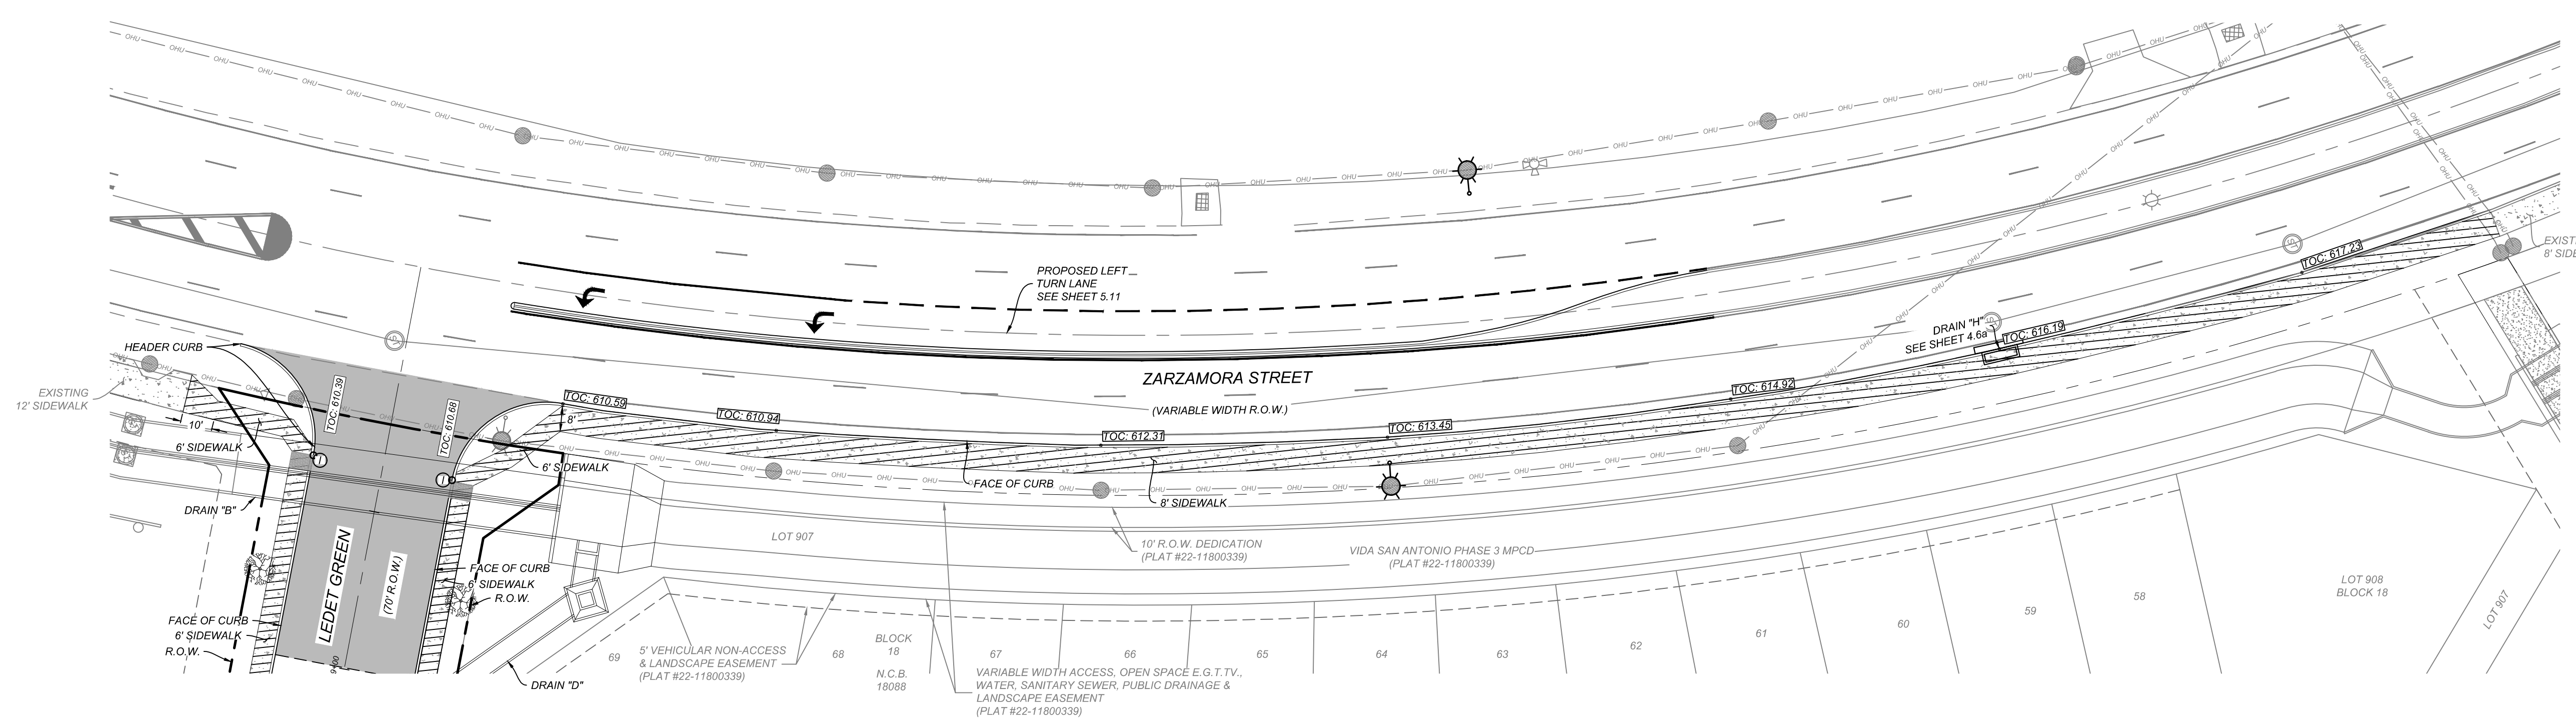 PROPOSED LEFT
TURN LANE
SEE SHEET 5.11
ZARZAMORA STREET
(VARIABLE WIDTH R.O.W.)
HEADER CURB
EXISTING
12' SIDEWALK
10'
6' SIDEWALK
DRAIN "B"
TOC: 610.39
TOC: 610.68
TOC: 610.59
8'
TOC: 610.94
TOC: 612.31
TOC: 613.45
TOC: 614.92
DRAIN "H"
SEE SHEET 4.6a
TOC: 616.19
TOC: 617.23
EXIST
8' SIDE
6' SIDEWALK
FACE OF CURB
8' SIDEWALK
LOT 907
10' R.O.W. DEDICATION
(PLAT #22-11800339)
VIDA SAN ANTONIO PHASE 3 MPCD
(PLAT #22-11800339)
LEDET GREEN
(70' R.O.W.)
FACE OF CURB
6' SIDEWALK
R.O.W.
FACE OF CURB
6' SIDEWALK
R.O.W.
DRAIN "D"
69
5' VEHICULAR NON-ACCESS
& LANDSCAPE EASEMENT
(PLAT #22-11800339)
68
BLOCK
18
N.C.B.
18088
67
66
65
64
63
62
61
60
59
58
VARIABLE WIDTH ACCESS, OPEN SPACE E.G.T.TV.,
WATER, SANITARY SEWER, PUBLIC DRAINAGE &
LANDSCAPE EASEMENT
(PLAT #22-11800339)
LOT 908
BLOCK 18
LOT 907
OHU